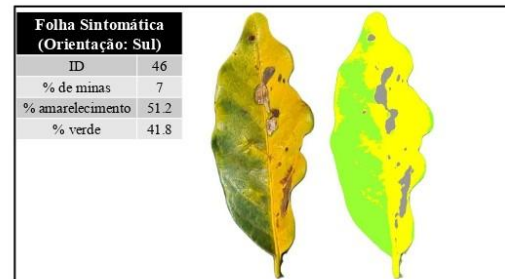 Folha Sintomática
(Orientação: Sul)
ID 46
% de minas 7
% amarelecimento 51.2
% verde 41.8